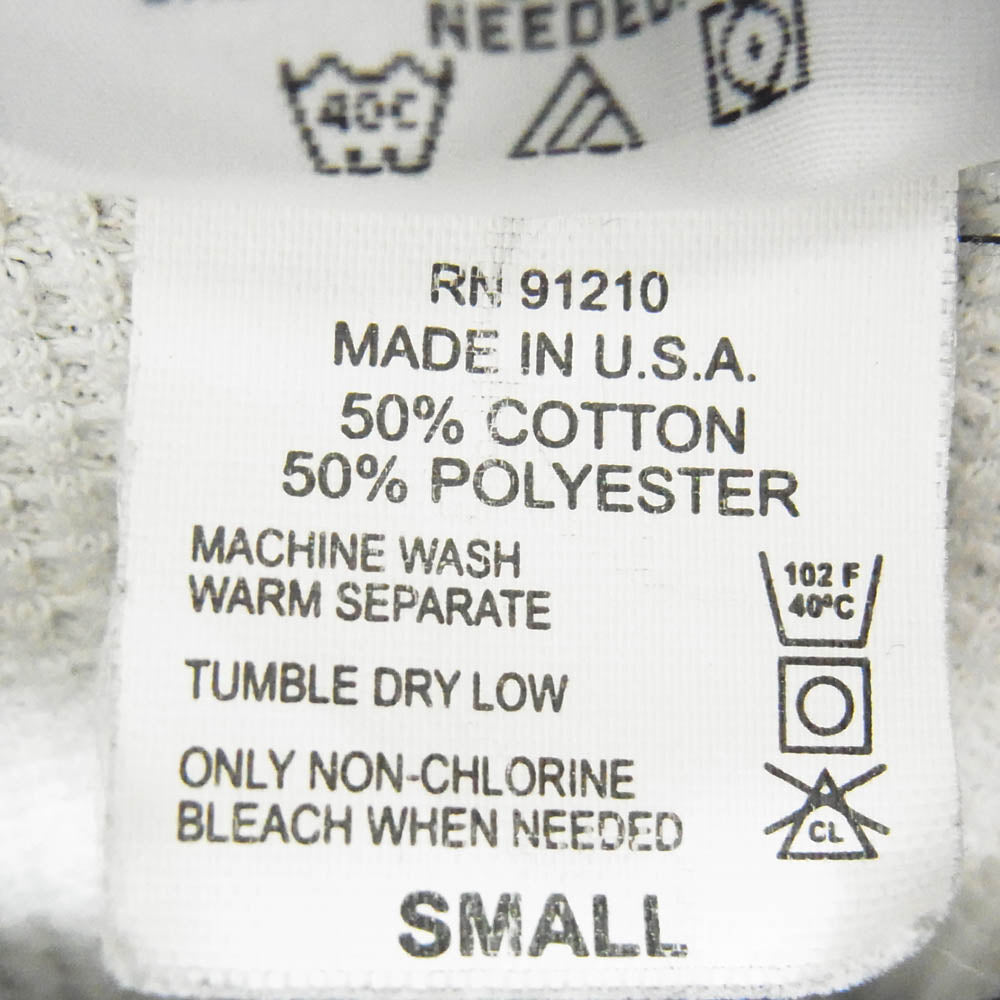 NEEDED.
40C
RN 91210
MADE IN U.S.A.
50% COTTON
50% POLYESTER
MACHINE WASH
WARM SEPARATE
102 F
40°C
TUMBLE DRY LOW
ONLY NON-CHLORINE
BLEACH WHEN NEEDED
CL
SMALL